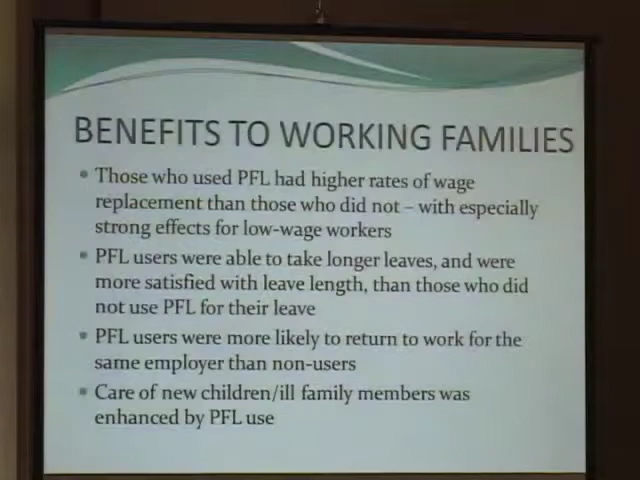 BENEFITS TO WORKING FAMILIES
• Those who used PFL had higher rates of wage
replacement than those who did not – with especially
strong effects for low-wage workers
• PFL users were able to take longer leaves, and were
more satisfied with leave length, than those who did
not use PFL for their leave
• PFL users were more likely to return to work for the
same employer than non-users
• Care of new children/ill family members was
enhanced by PFL use